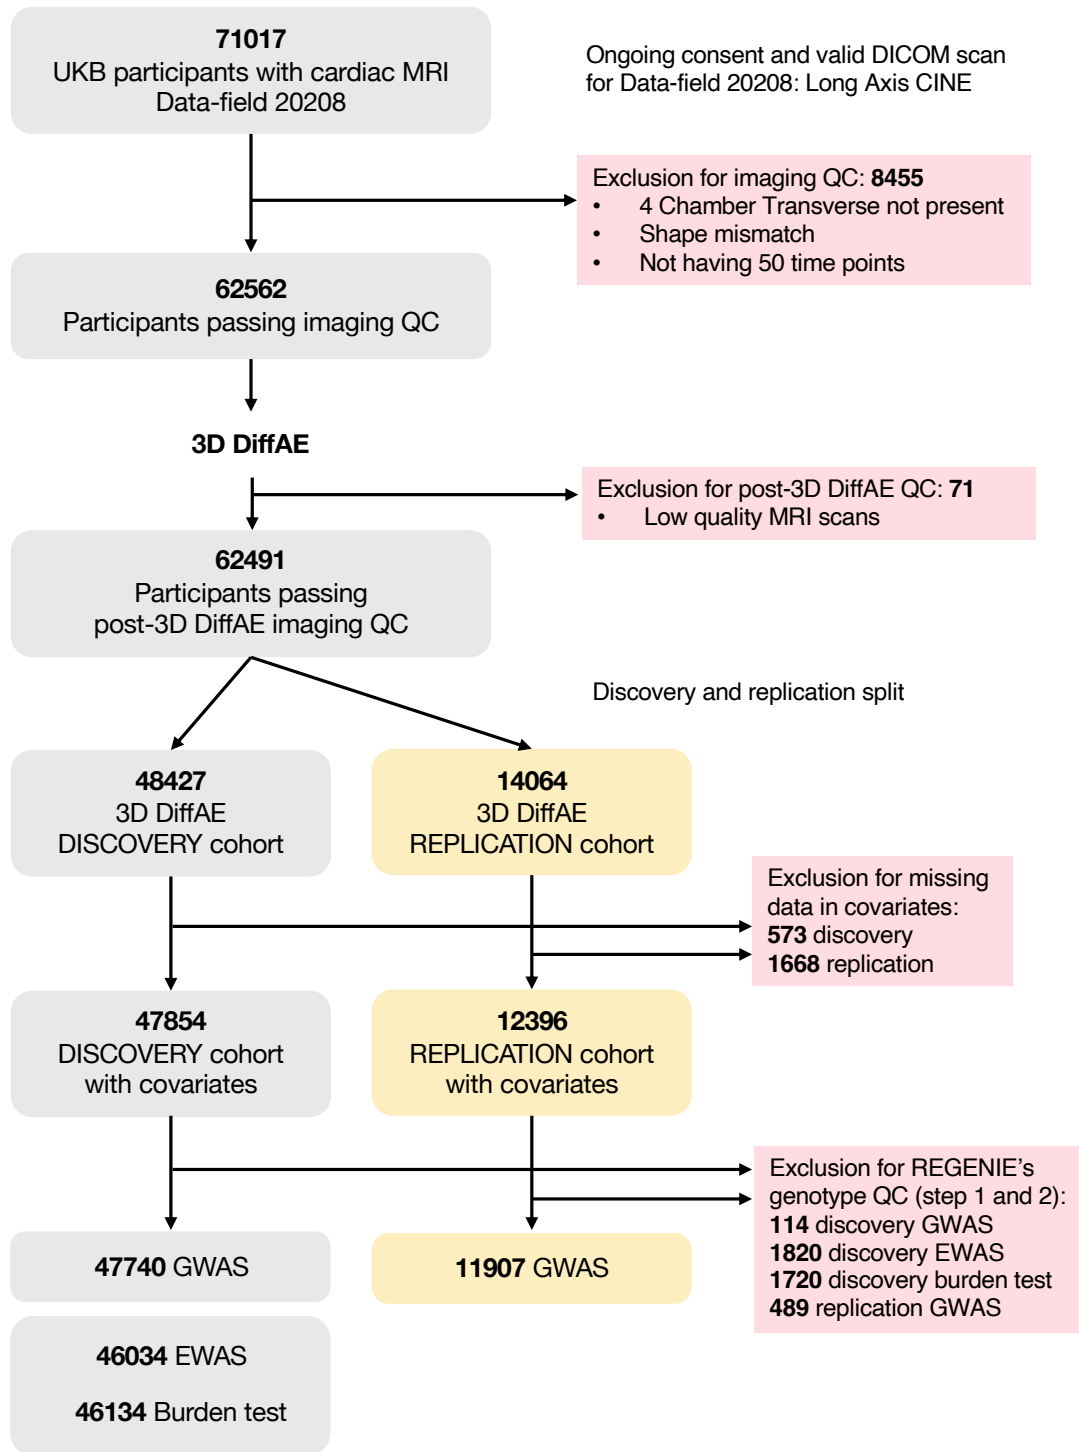 71017
UKB participants with cardiac MRI
Data-field 20208
Ongoing consent and valid DICOM scan
for Data-field 20208: Long Axis CINE
Exclusion for imaging QC: 8455
• 4 Chamber Transverse not present
• Shape mismatch
• Not having 50 time points
62562
Participants passing imaging QC
3D DiffAE
Exclusion for post-3D DiffAE QC: 71
• Low quality MRI scans
62491
Participants passing
post-3D DiffAE imaging QC
Discovery and replication split
48427
3D DiffAE
DISCOVERY cohort
14064
3D DiffAE
REPLICATION cohort
Exclusion for missing
data in covariates:
573 discovery
1668 replication
47854
DISCOVERY cohort
with covariates
12396
REPLICATION cohort
with covariates
Exclusion for REGENIE’s
genotype QC (step 1 and 2):
114 discovery GWAS
1820 discovery EWAS
1720 discovery burden test
489 replication GWAS
47740 GWAS
11907 GWAS
46034 EWAS
46134 Burden test